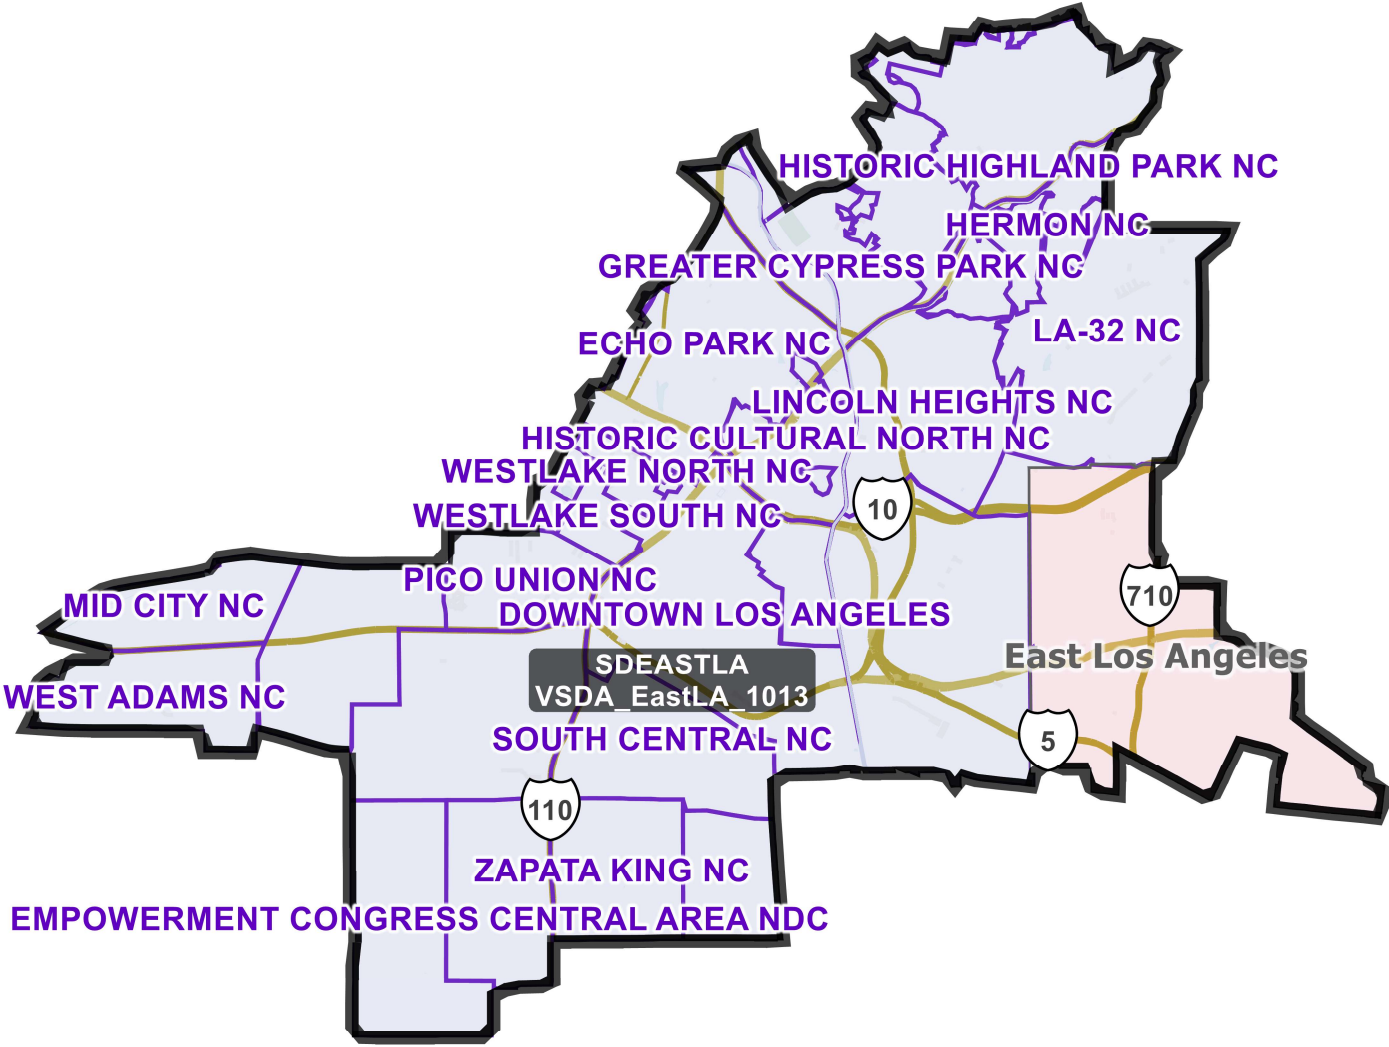 HISTORIC HIGHLAND PARK NC
HERMON NC
GREATER CYPRESS PARK NC
LA-32 NC
ECHO PARK NC
LINCOLN HEIGHTS NC
HISTORIC CULTURAL NORTH NC
WESTLAKE NORTH NC
10
WESTLAKE SOUTH NC
PICO UNION NC
710
MID CITY NC
DOWNTOWN LOS ANGELES
East Los Angeles
SDEASTLA
VSDA_EastLA_1013
WEST ADAMS NC
SOUTH CENTRAL NC
5
110
ZAPATA KING NC
EMPOWERMENT CONGRESS CENTRAL AREA NDC